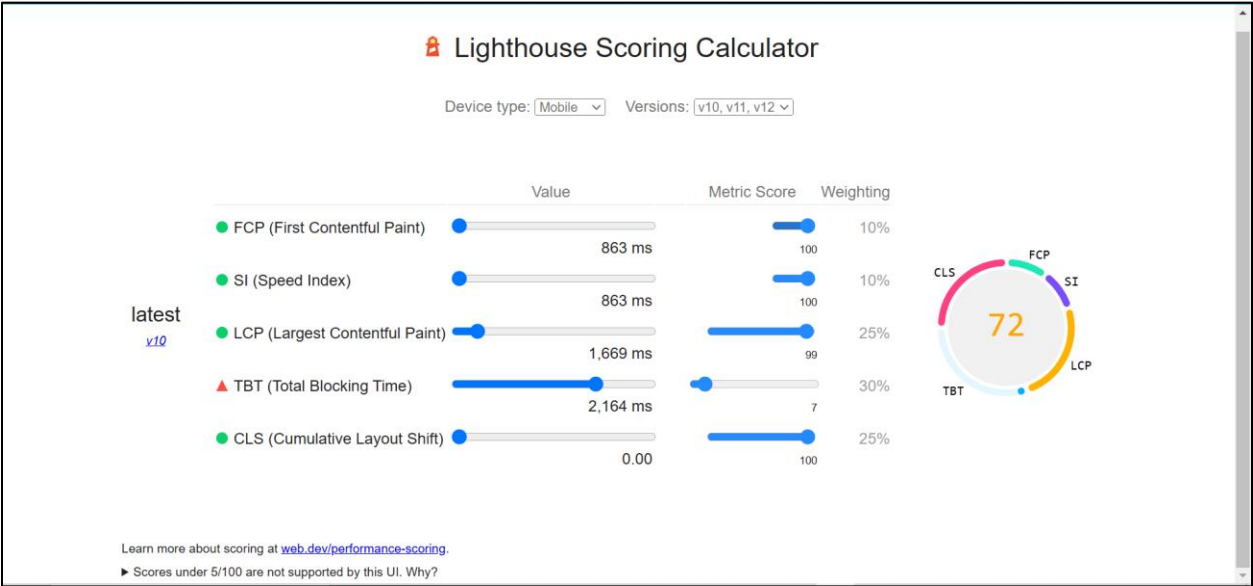 Lighthouse Scoring Calculator
Device type: Mobile Versions: v10, v11, v12
Value Metric Score Weighting
latest
v10
FCP (First Contentful Paint) 10%
863 ms 100
SI (Speed Index) 10%
863 ms 100
LCP (Largest Contentful Paint) 25%
1,669 ms 99
TBT (Total Blocking Time) 30%
2,164 ms 7
CLS (Cumulative Layout Shift) 25%
0.00 100
FCP
SI
LCP
TBT
CLS
72
Learn more about scoring at web.dev/performance-scoring.
▶ Scores under 5/100 are not supported by this UI. Why?